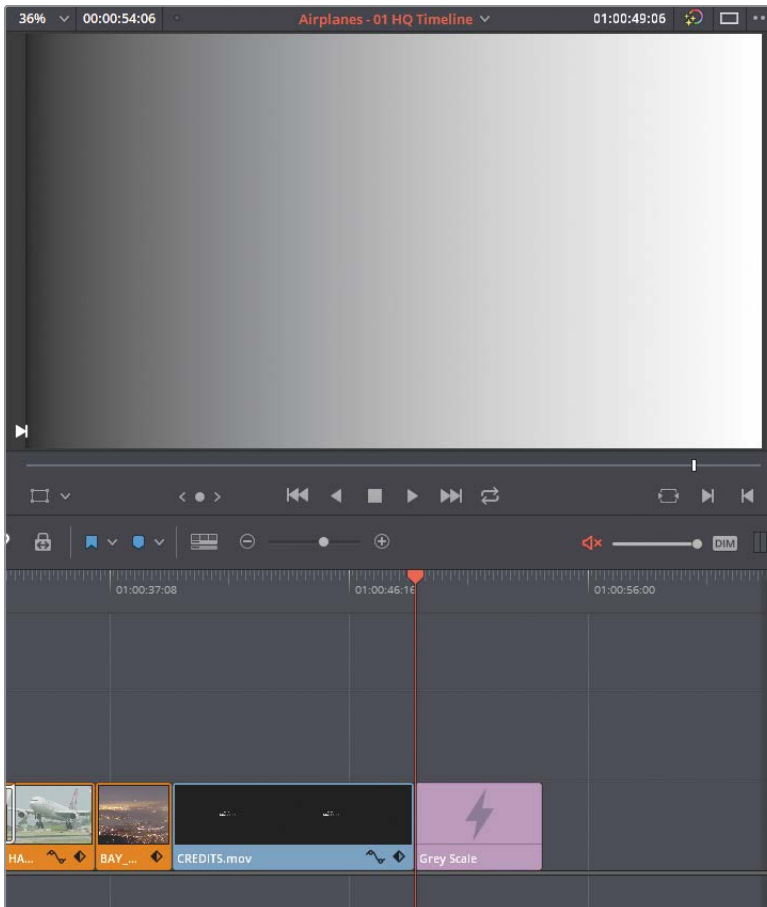 36% 00:00:54:06 Airplanes - 01 HQ Timeline 01:00:49:06
DIM
01:00:37:08 01:00:46:16 01:00:56:00
HA... BAY_... CREDITS.mov Grey Scale